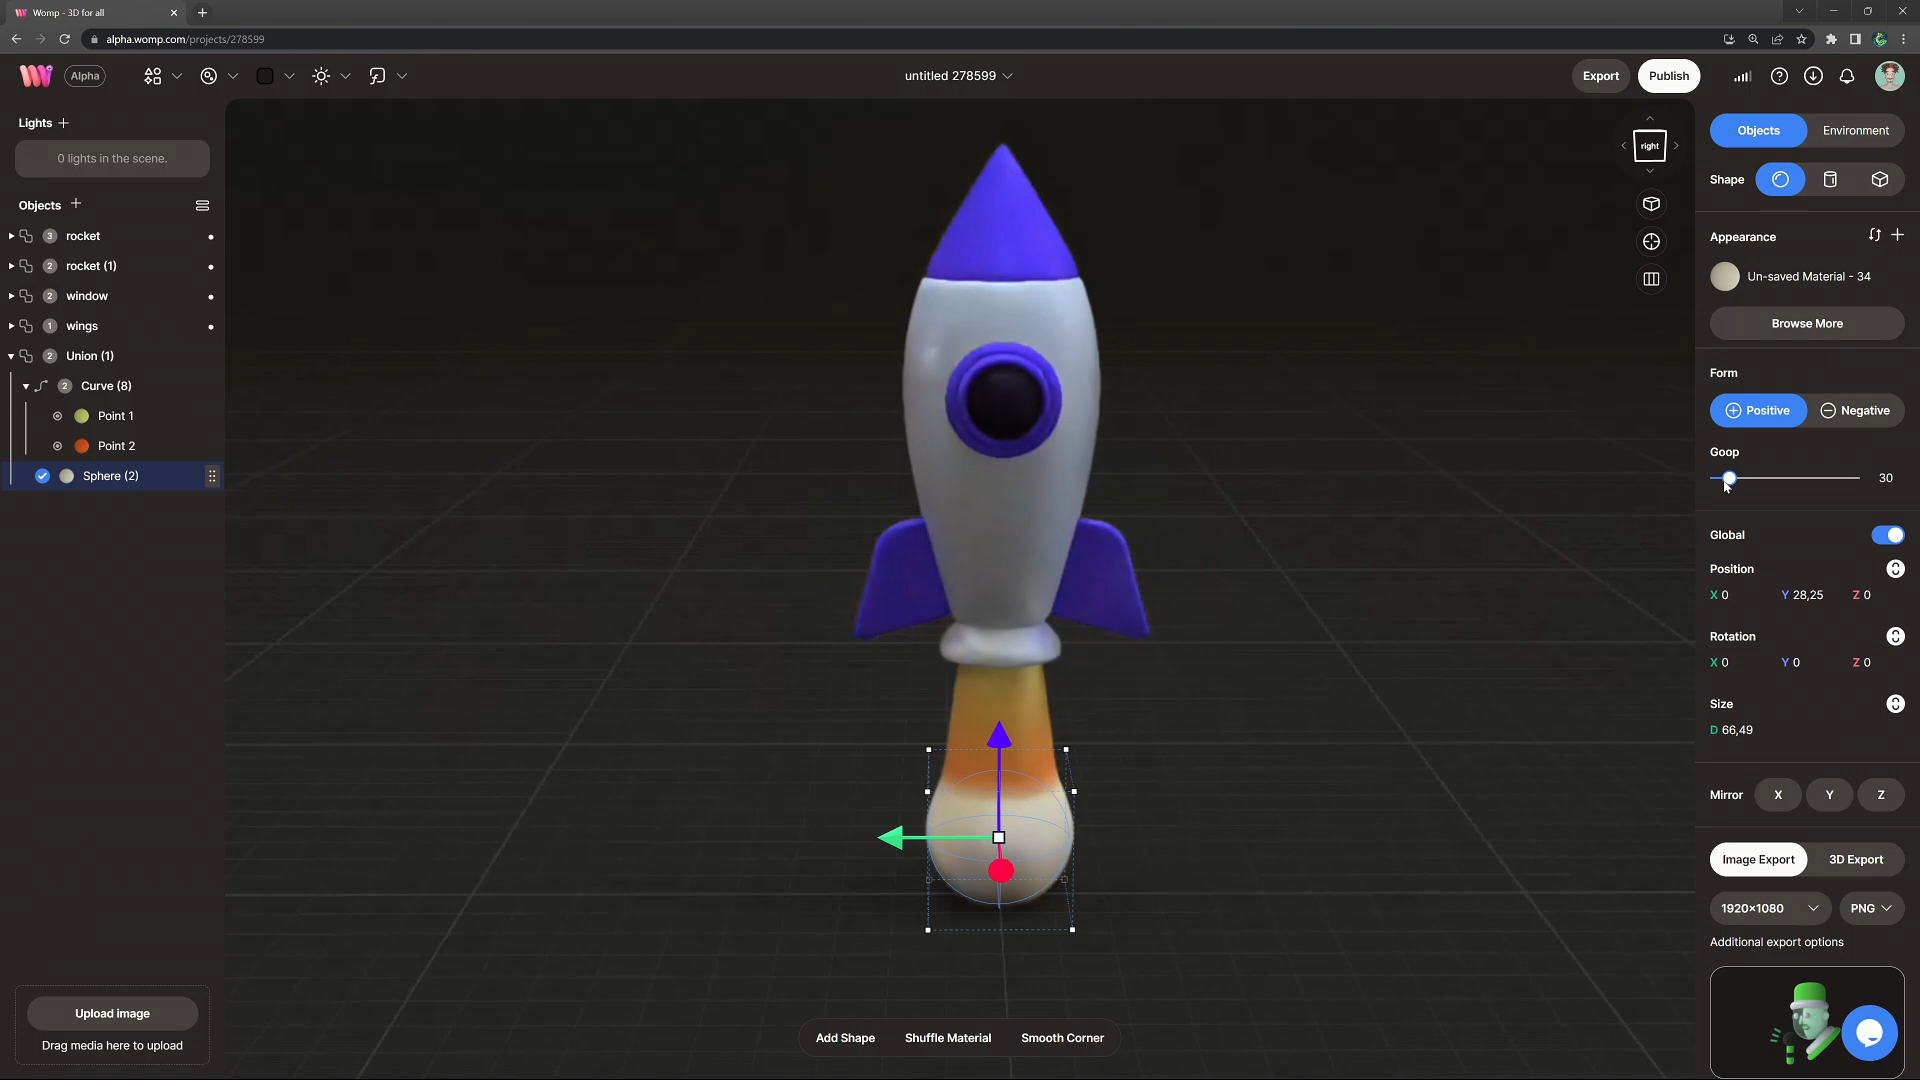 Womp - 3D for all
alpha.womp.com/projects/278599
Alpha
untitled 278599
Export
Publish
Lights
0 lights in the scene.
Objects
3 rocket
2 rocket (1)
2 window
1 wings
2 Union (1)
2 Curve (8)
Point 1
Point 2
Sphere (2)
Upload image
Drag media here to upload
right
Add Shape
Shuffle Material
Smooth Corner
Objects
Environment
Shape
Appearance
Un-saved Material - 34
Browse More
Form
Positive
Negative
Goop
30
Global
Position
X 0 Y 28,25 Z 0
Rotation
X 0 Y 0 Z 0
Size
D 66,49
Mirror X Y Z
Image Export
3D Export
1920×1080
PNG
Additional export options